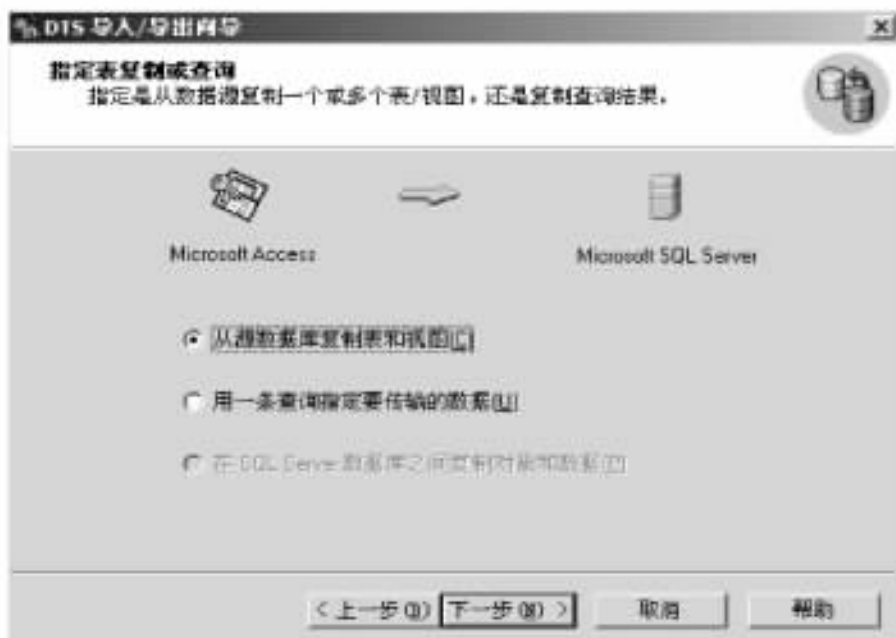 DTS 导入/导出向导
指定表复制或查询
指定是从数据源复制一个或多个表/视图，还是复制查询结果。
Microsoft Access
Microsoft SQL Server
从源数据库复制表和视图(C)
用一条查询指定要传输的数据(U)
在 SQL Server 数据库之间复制对象和数据(D)
< 上一步(B)
下一步(N) >
取消
帮助